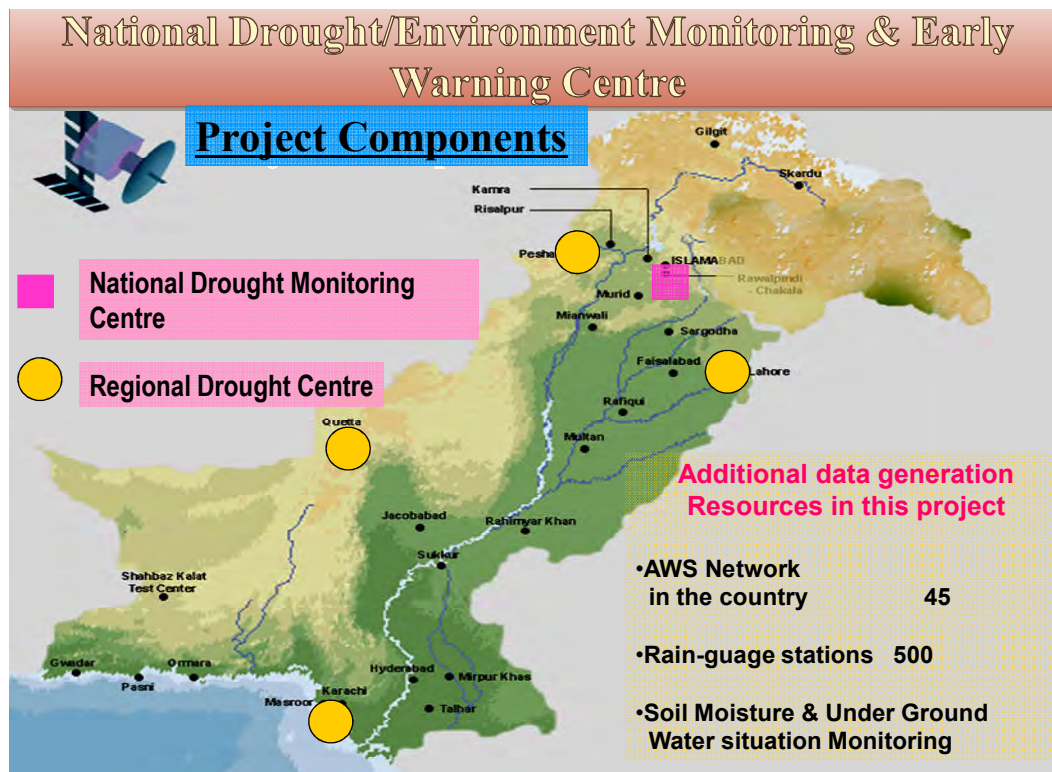 National Drought/Environment Monitoring & Early
Warning Centre
Project Components
Gilgit
Skardu
Kamra
Risalpur
Pesha
ISLAMABAD
Rawalpindi
- Chakala
Murid
Mianwali
Sargodha
Faisalabad
Lahore
Rafiqui
Multan
National Drought Monitoring
Centre
Regional Drought Centre
Quetta
Jacobabad
Rahimyar Khan
Sukkur
Shahbaz Kalat
Test Center
Gwadar
Ormara
Pasni
Hyderabad
Mirpur Khas
Karachi
Masroor
Talhar
Additional data generation
Resources in this project
•AWS Network
in the country 45
•Rain-guage stations 500
•Soil Moisture & Under Ground
Water situation Monitoring